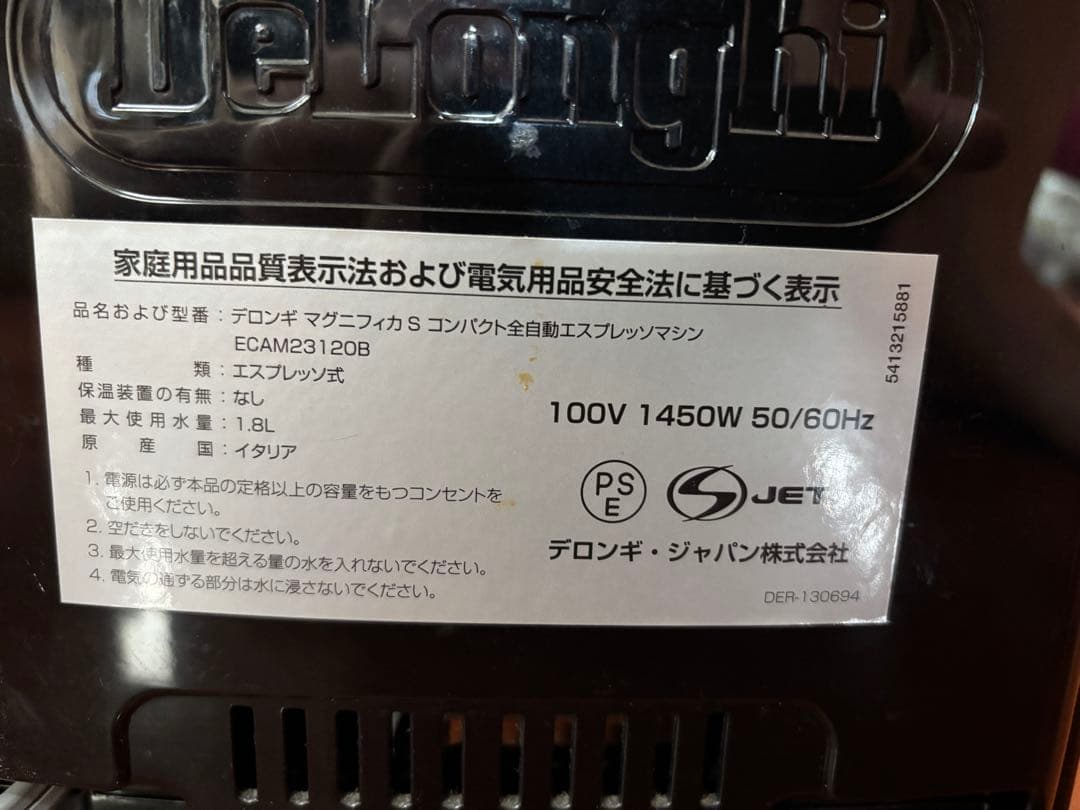 DeLonghi
家庭用品品質表示法および電気用品安全法に基づく表示
品名および型番：デロンギ マグニフィカ S コンパクト全自動エスプレッソマシン
ECAM23120B
種類：エスプレッソ式
保温装置の有無：なし
最大使用水量：1.8L
原産国：イタリア
1. 電源は必ず本品の定格以上の容量をもつコンセントを
ご使用ください。
2. 空だきをしないでください。
3. 最大使用水量を超える量の水を入れないでください。
4. 電気の通ずる部分は水に浸さないでください。
5413215881
100V 1450W 50/60Hz
PS
E
JET
デロンギ・ジャパン株式会社
DER-130694